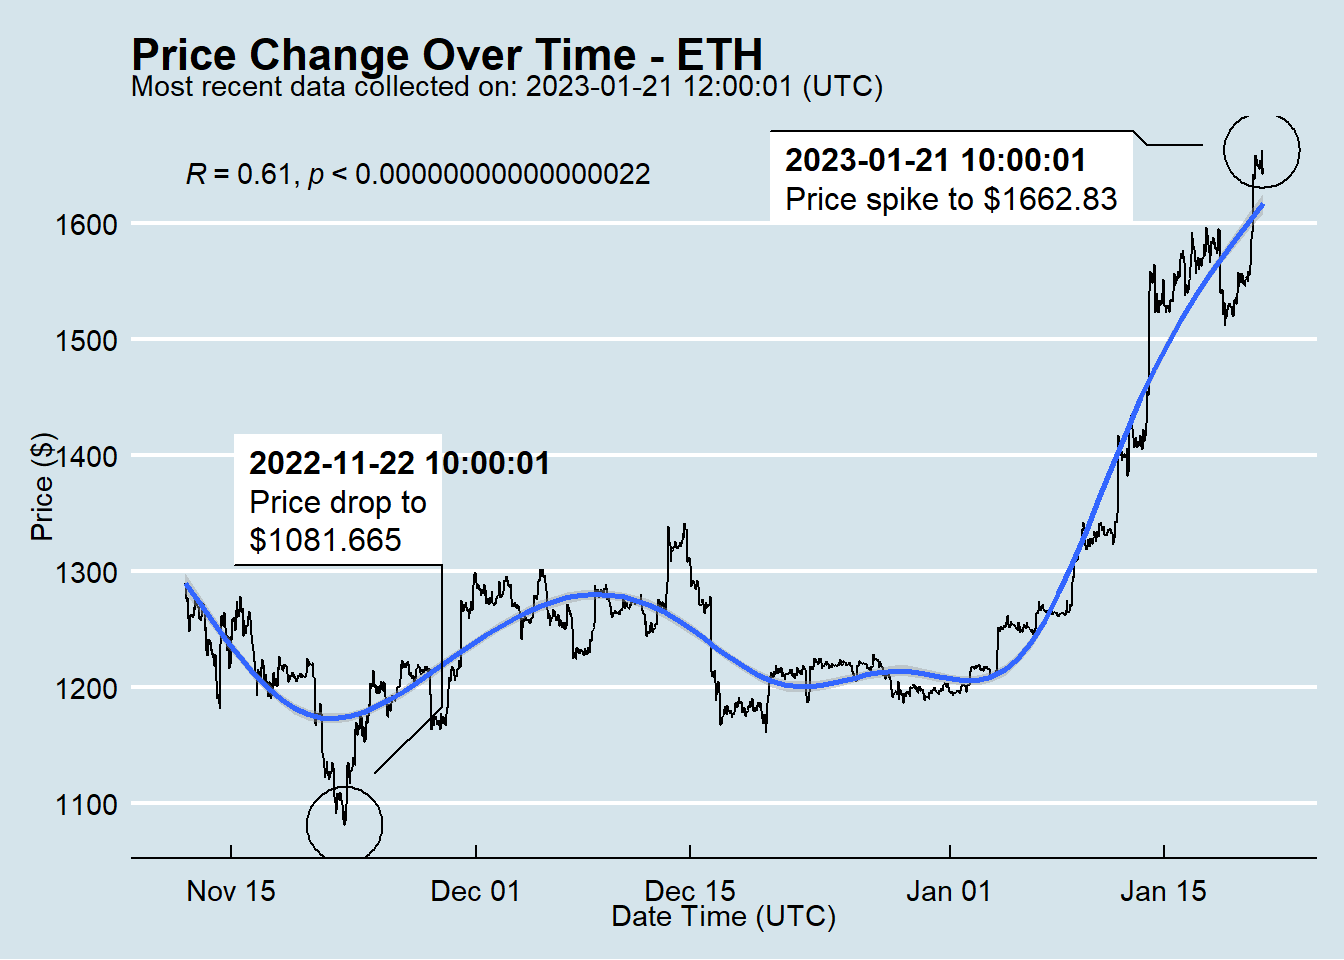 Price Change Over Time - ETH
Most recent data collected on: 2023-01-21 12:00:01 (UTC)
R = 0.61, p < 0.00000000000000022
2023-01-21 10:00:01
Price spike to $1662.83
1600
1500
1400
1300
1200
1100
Price ($)
2022-11-22 10:00:01
Price drop to
$1081.665
Nov 15
Dec 01
Dec 15
Jan 01
Jan 15
Date Time (UTC)